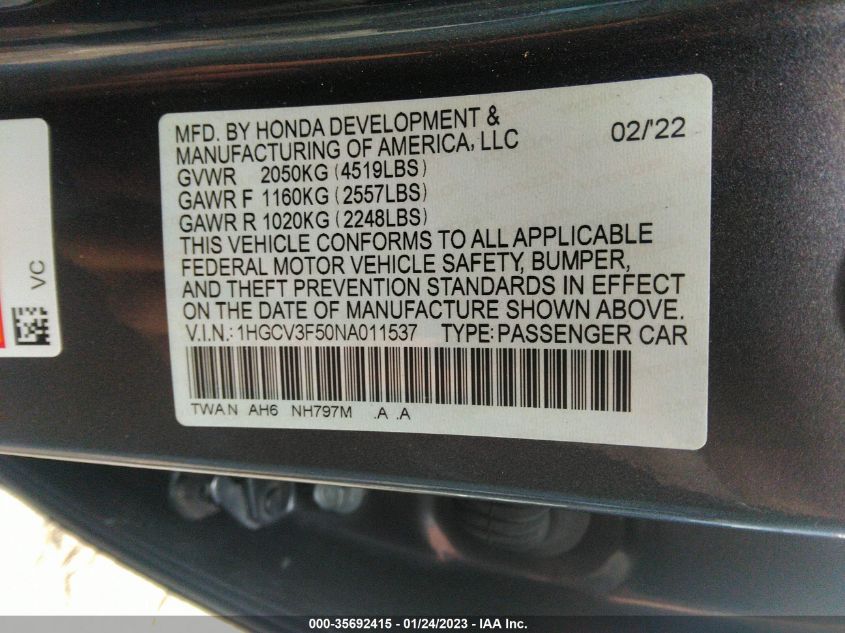 MFD. BY HONDA DEVELOPMENT &
MANUFACTURING OF AMERICA, LLC 02/'22
GVWR 2050KG (4519LBS)
GAWR F 1160KG (2557LBS)
GAWR R 1020KG (2248LBS)
THIS VEHICLE CONFORMS TO ALL APPLICABLE
FEDERAL MOTOR VEHICLE SAFETY, BUMPER,
AND THEFT PREVENTION STANDARDS IN EFFECT
ON THE DATE OF MANUFACTURE SHOWN ABOVE.
V.I.N.: 1HGCV3F50NA011537 TYPE: PASSENGER CAR
TWAN AH6 NH797M .A .A
VC
000-35692415 - 01/24/2023 - IAA Inc.